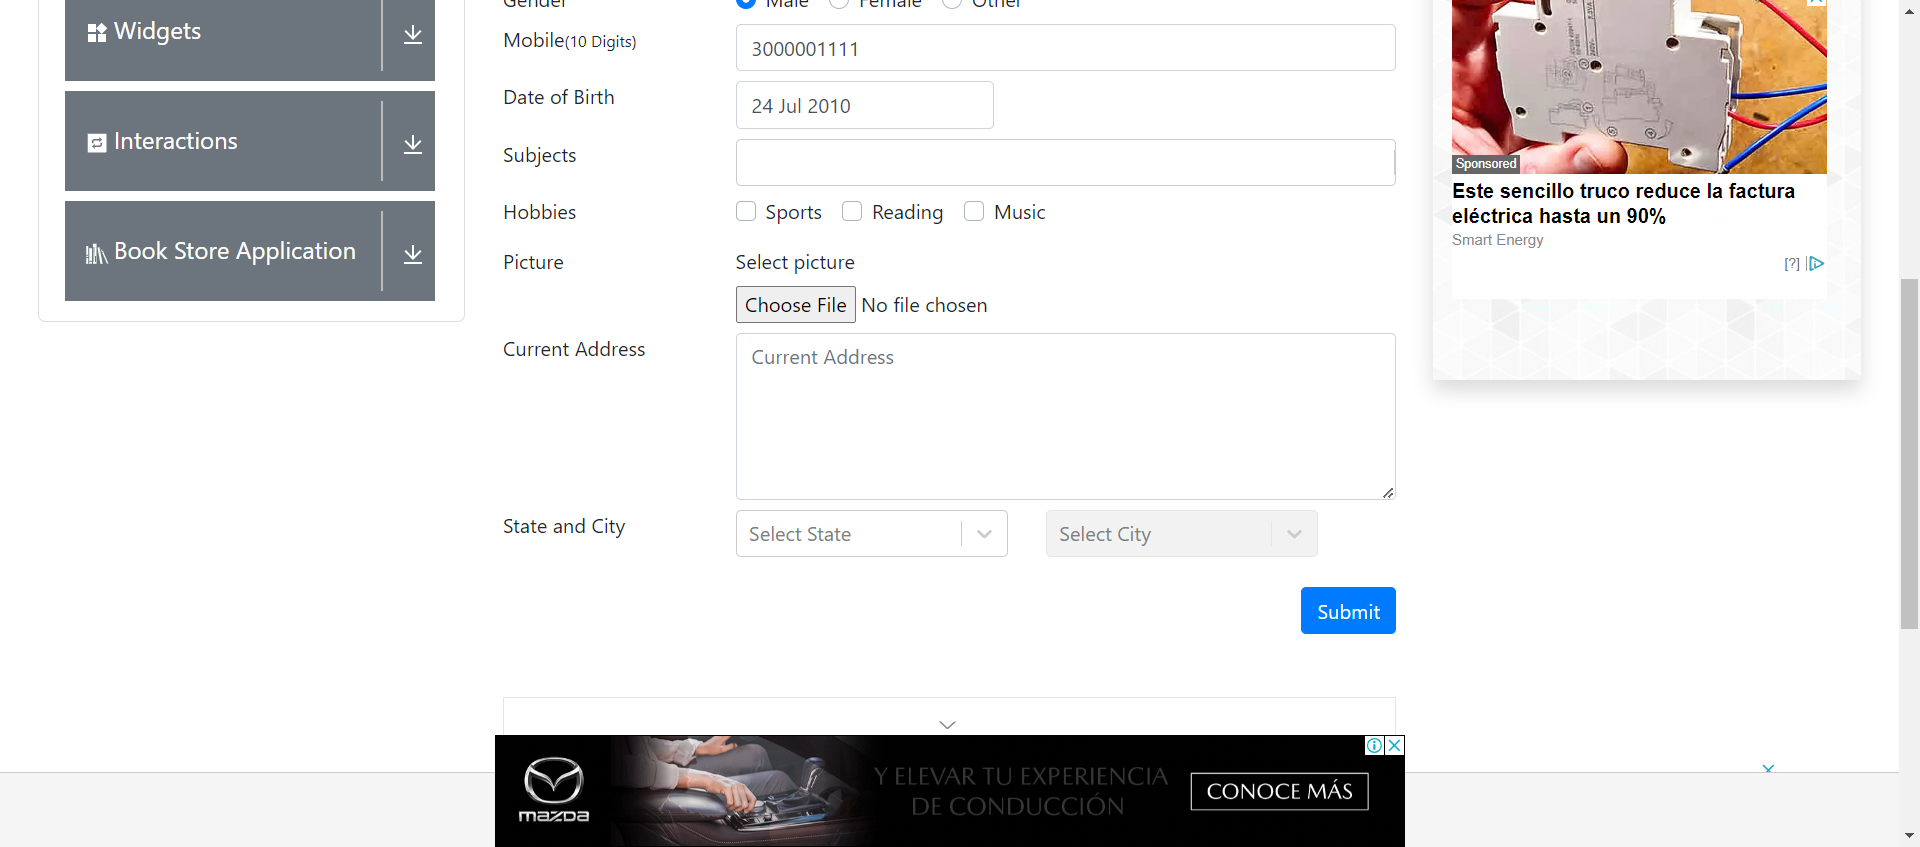 Widgets
Interactions
Book Store Application
Gender
Male
Female
Other
Mobile(10 Digits)
3000001111
Date of Birth
24 Jul 2010
Subjects
Hobbies
Sports
Reading
Music
Picture
Select picture
Choose File
No file chosen
Current Address
Current Address
State and City
Select State
Select City
Submit
Sponsored
Este sencillo truco reduce la factura
eléctrica hasta un 90%
Smart Energy
[?]
mazda
Y ELEVAR TU EXPERIENCIA
DE CONDUCCIÓN
CONOCE MÁS